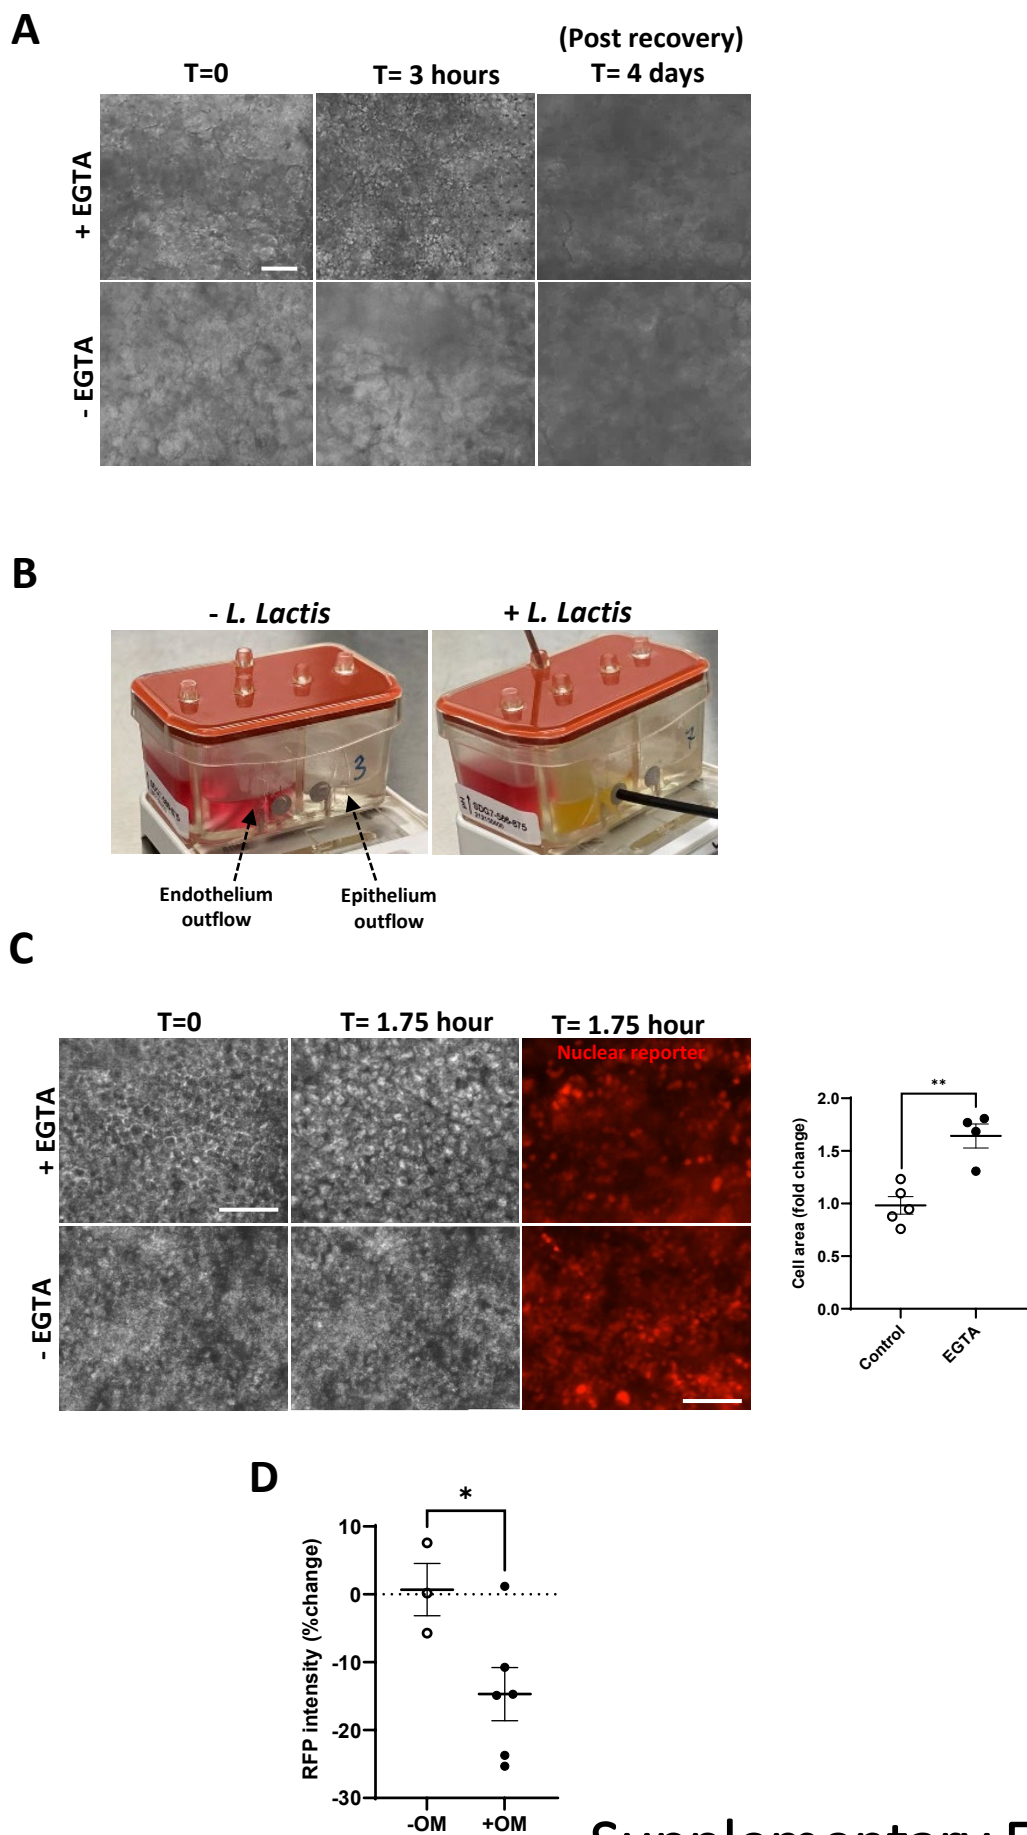 A
(Post recovery)
T=0
T= 3 hours
T= 4 days
+ EGTA
- EGTA
B
- L. Lactis
+ L. Lactis
3
7
Endothelium
outflow
Epithelium
outflow
C
T=0
T= 1.75 hour
T= 1.75 hour
Nuclear reporter
+ EGTA
- EGTA
**
Cell area (fold change)
2.0
1.5
1.0
0.5
0.0
Control
EGTA
D
*
RFP intensity (%change)
10
0
-10
-20
-30
-OM
+OM